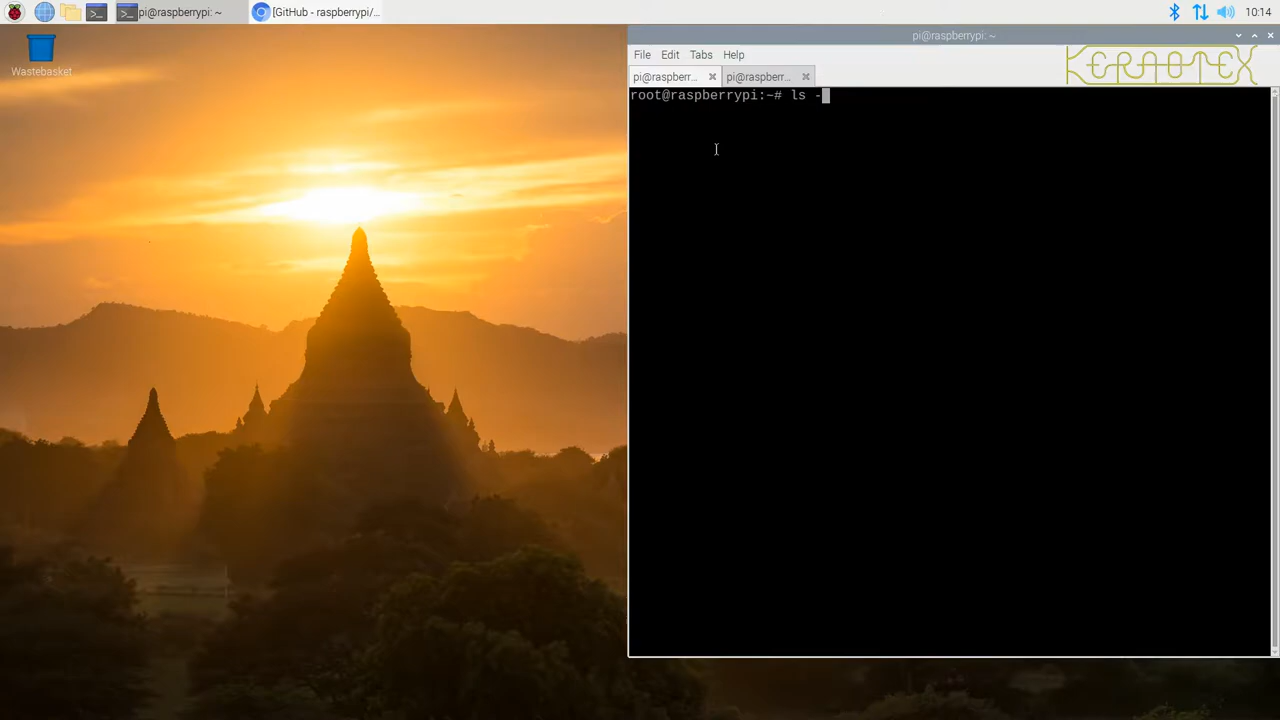 pi@raspberrypi: ~
[GitHub - raspberrypi/...
10:14
Wastebasket
pi@raspberrypi: ~
File Edit Tabs Help
KERAOTEX
pi@raspberr...
pi@raspberr...
root@raspberrypi:~# ls -